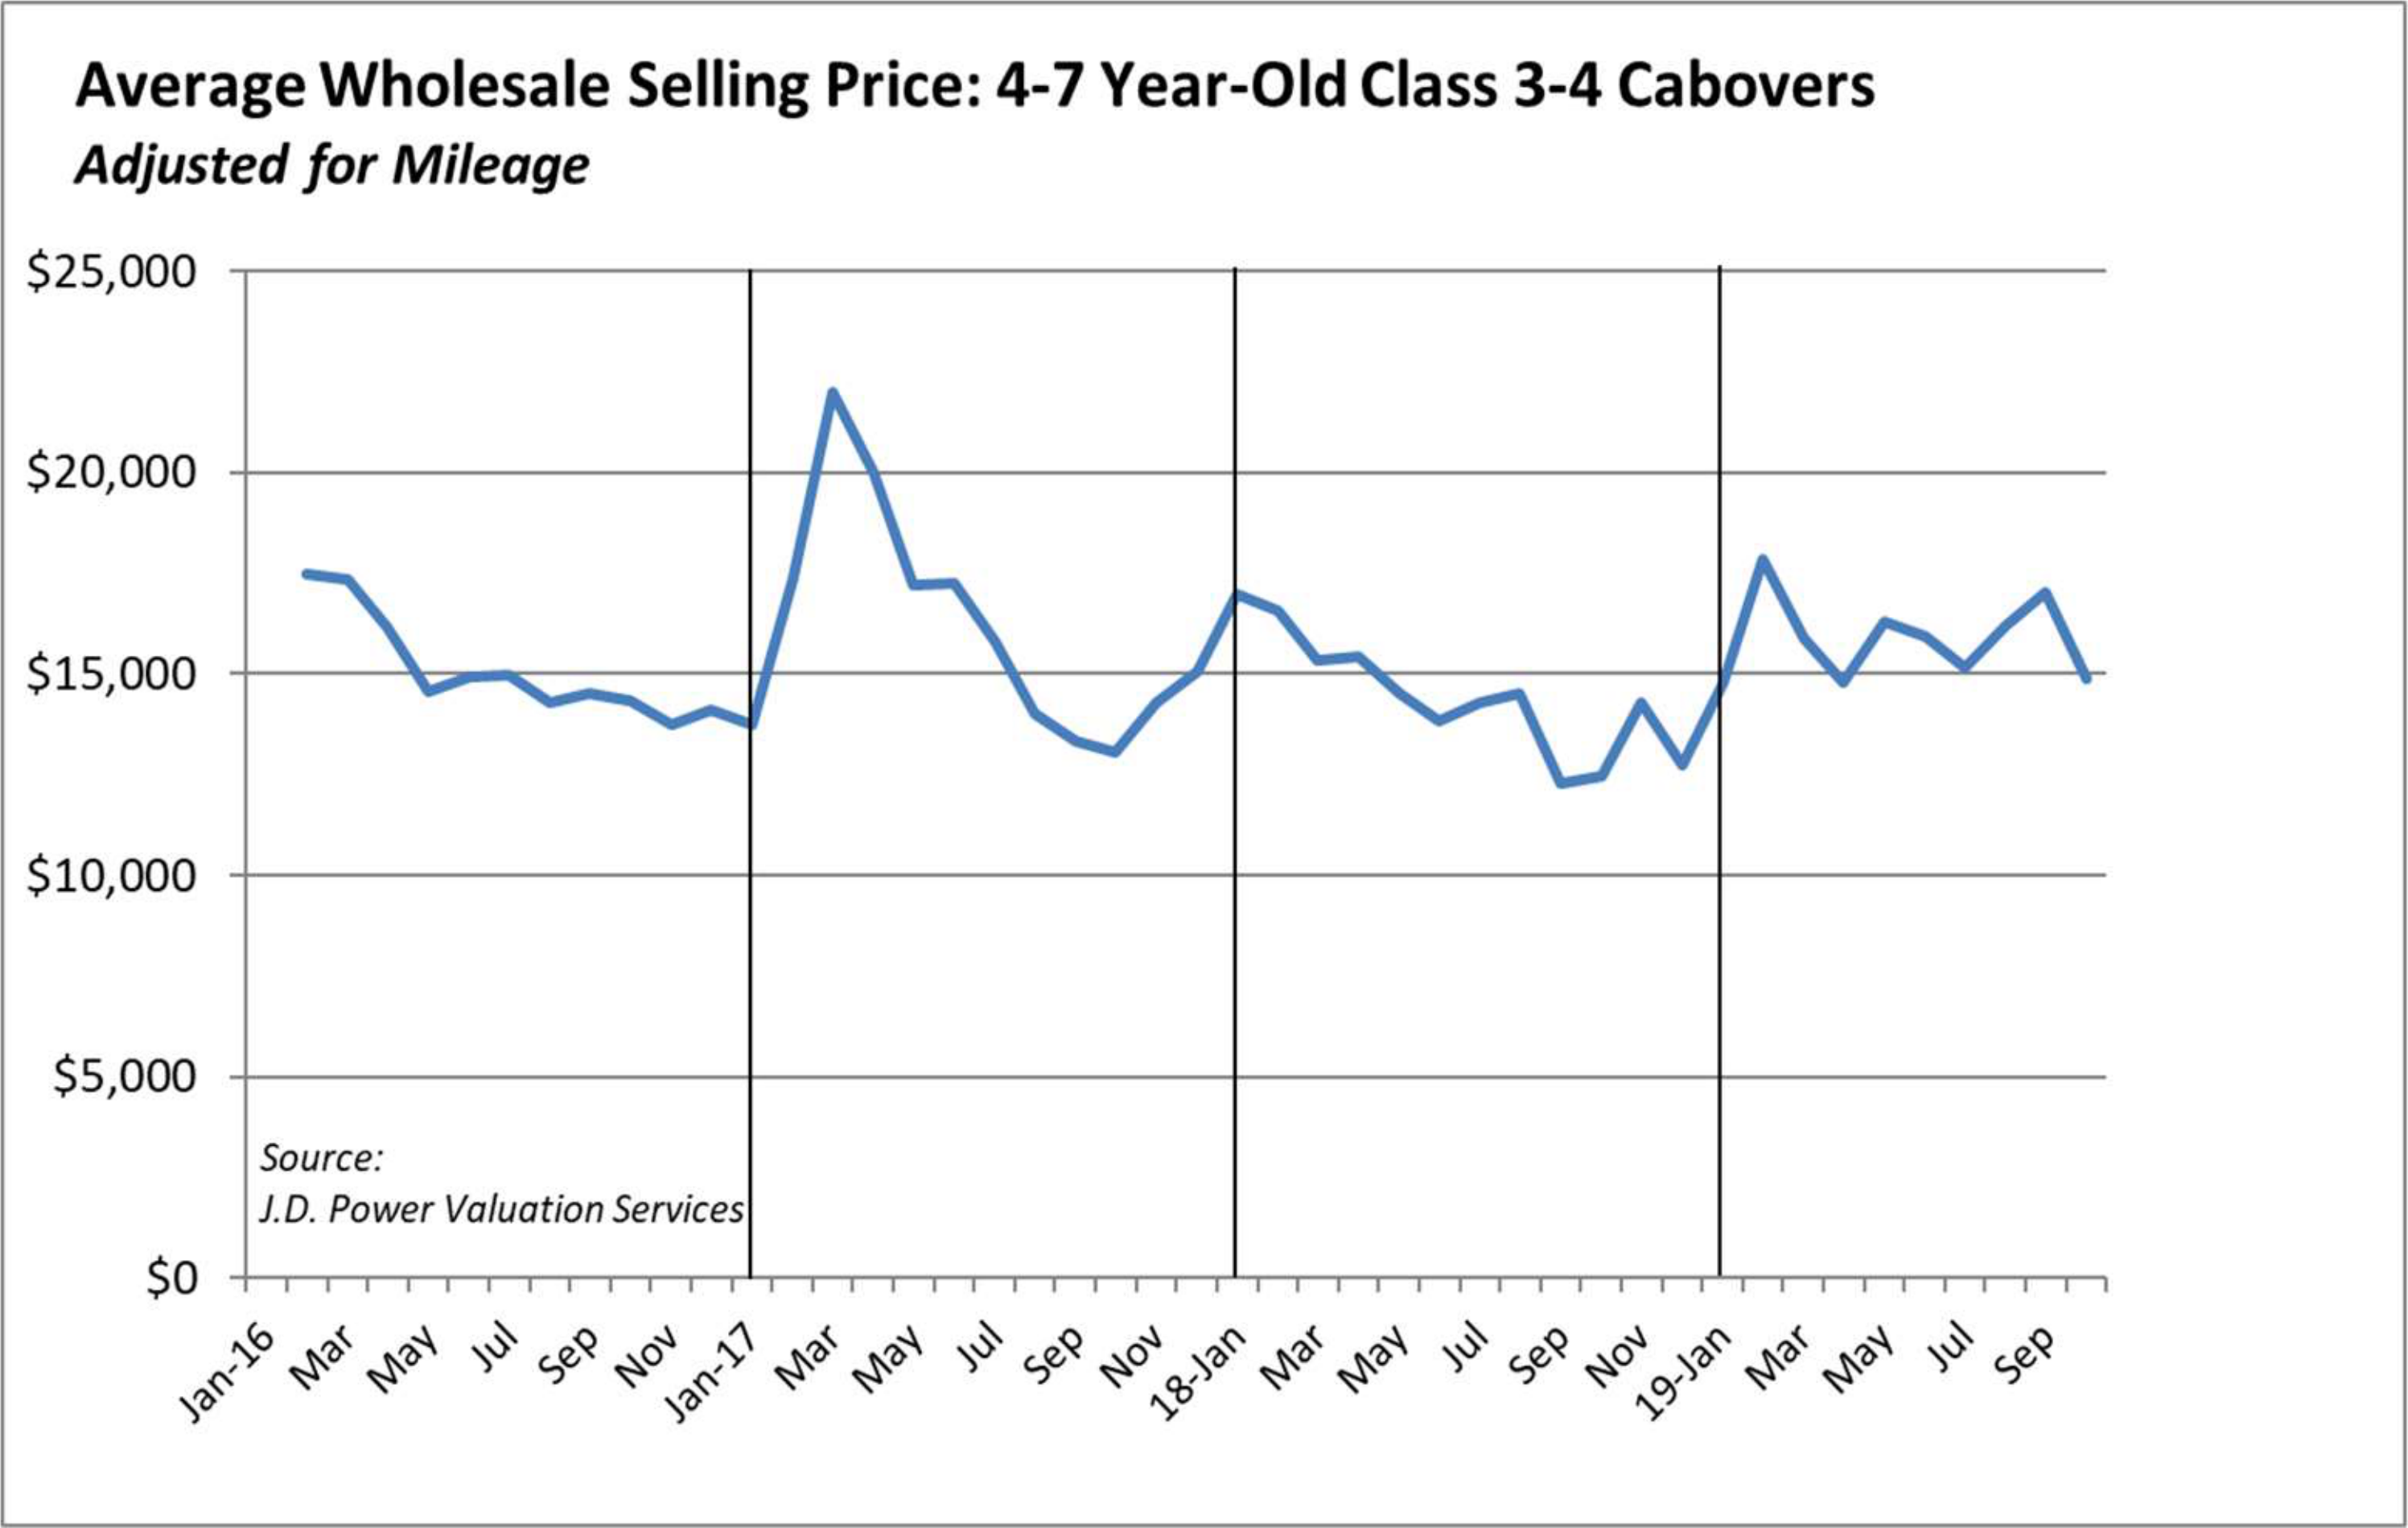 Average Wholesale Selling Price: 4-7 Year-Old Class 3-4 Cabovers
Adjusted for Mileage
$25,000
$20,000
$15,000
$10,000
$5,000
$0
Source:
J.D. Power Valuation Services
Jan-16
Mar
May
Jul
Sep
Nov
Jan-17
Mar
May
Jul
Sep
Nov
18-Jan
Mar
May
Jul
Sep
Nov
19-Jan
Mar
May
Jul
Sep